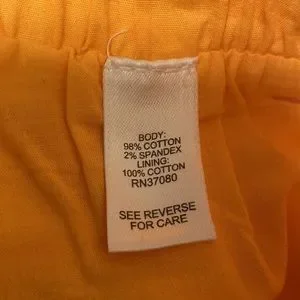 BODY:
98% COTTON
2% SPANDEX
LINING:
100% COTTON
RN37080
SEE REVERSE
FOR CARE